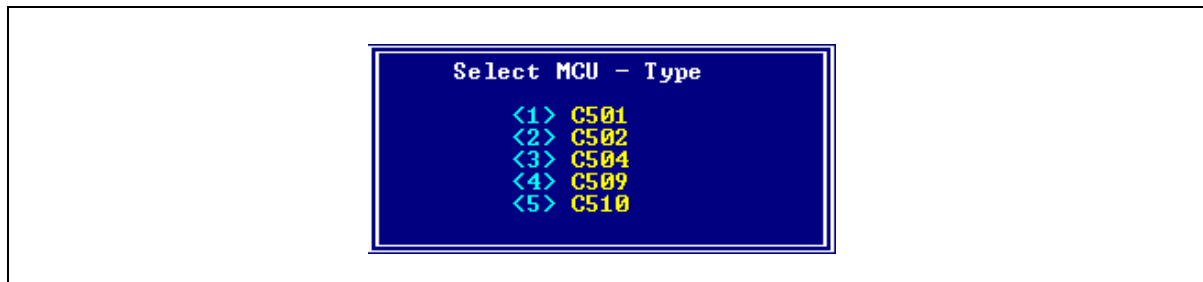 Select MCU - Type
<1> C501
<2> C502
<3> C504
<4> C509
<5> C510